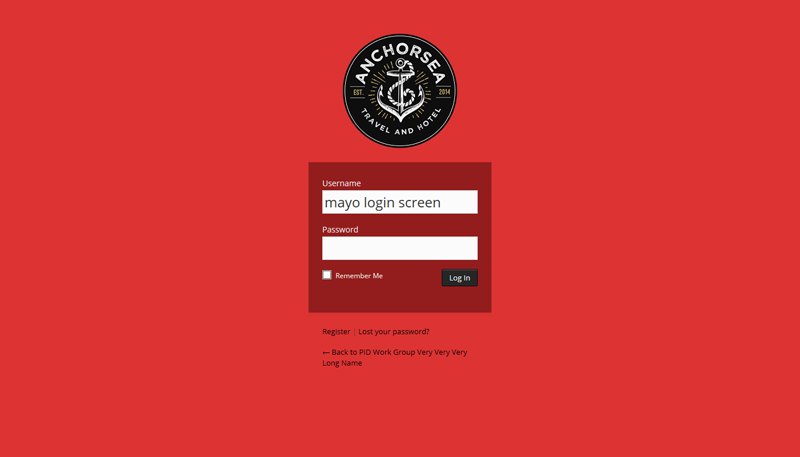 ANCHORSEA
EST. 2014
TRAVEL AND HOTEL
Username
mayo login screen
Password
Remember Me
Log In
Register | Lost your password?
← Back to PID Work Group Very Very Very
Long Name